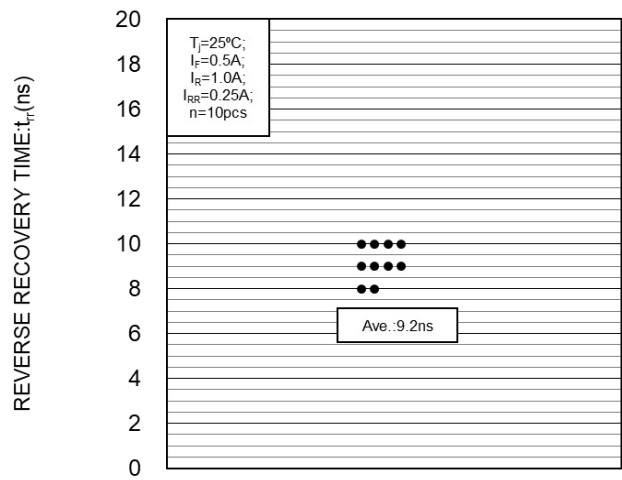 REVERSE RECOVERY TIME:trr(ns)
20
18
16
14
12
10
8
6
4
2
0
Tj=25⁰C;
IF=0.5A;
IR=1.0A;
IRR=0.25A;
n=10pcs
Ave.:9.2ns